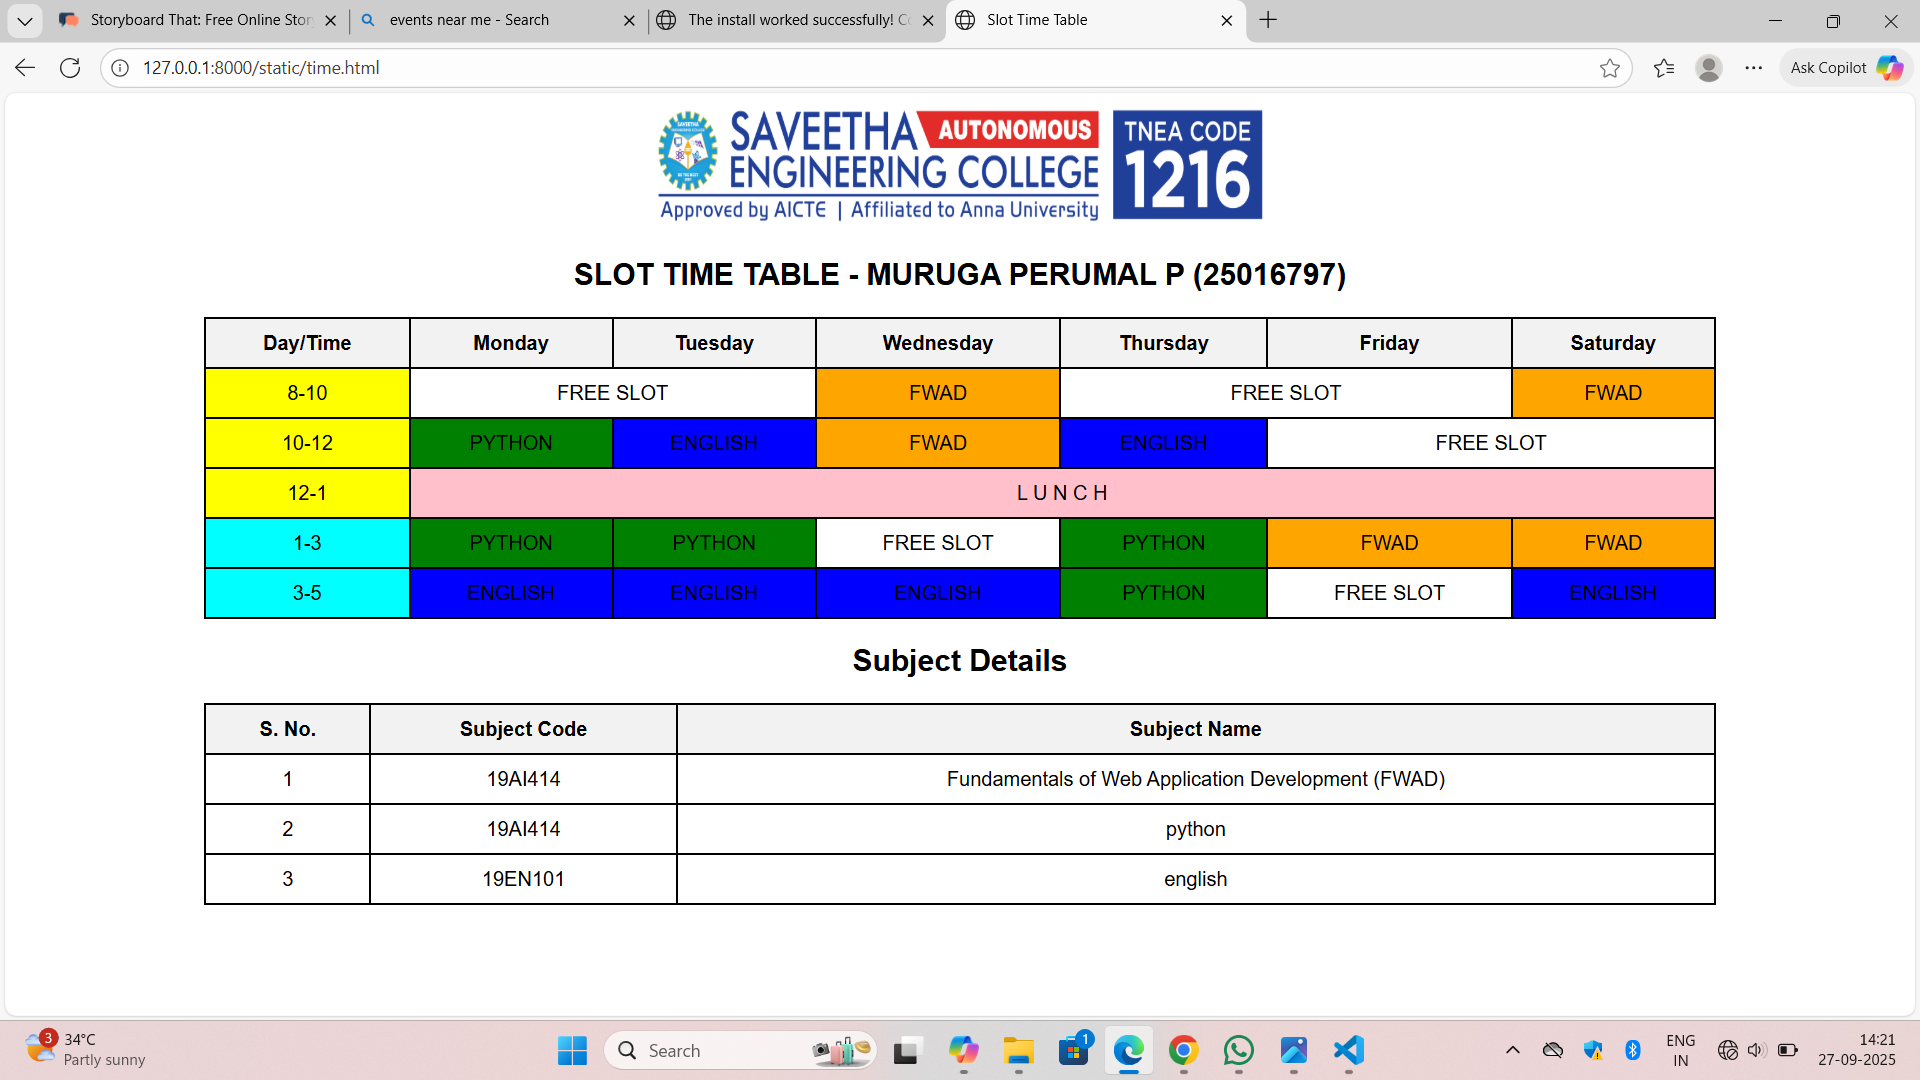 Storyboard That: Free Online Stor
events near me - Search
The install worked successfully! Co
Slot Time Table
127.0.0.1:8000/static/time.html
Ask Copilot
SAVEETHA AUTONOMOUS
ENGINEERING COLLEGE
Approved by AICTE | Affiliated to Anna University
TNEA CODE
1216
SLOT TIME TABLE - MURUGA PERUMAL P (25016797)
Day/Time Monday Tuesday Wednesday Thursday Friday Saturday
8-10 FREE SLOT FWAD FREE SLOT FWAD
10-12 PYTHON ENGLISH FWAD ENGLISH FREE SLOT
12-1 L U N C H
1-3 PYTHON PYTHON FREE SLOT PYTHON FWAD FWAD
3-5 ENGLISH ENGLISH ENGLISH PYTHON FREE SLOT ENGLISH
Subject Details
S. No. Subject Code Subject Name
1 19AI414 Fundamentals of Web Application Development (FWAD)
2 19AI414 python
3 19EN101 english
3
34°C
Partly sunny
Search
1
ENG
IN
14:21
27-09-2025